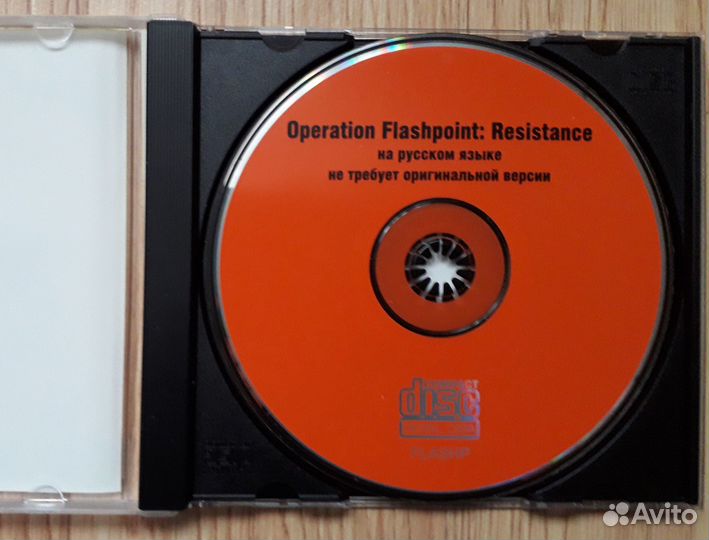 Operation Flashpoint: Resistance
на русском языке
не требует оригинальной версии
COMPACT
disc
FLASHP
Avito